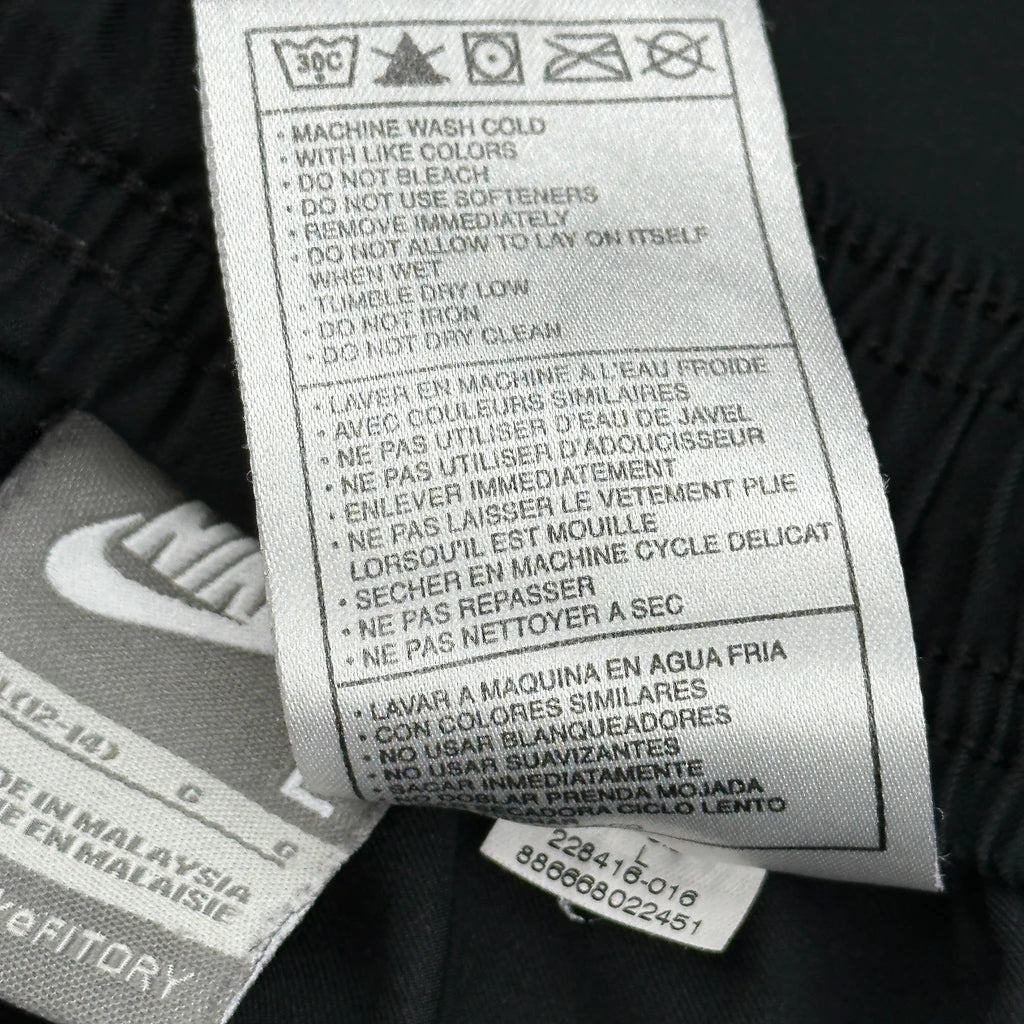 30C
• MACHINE WASH COLD
• WITH LIKE COLORS
• DO NOT BLEACH
• DO NOT USE SOFTENERS
• REMOVE IMMEDIATELY
• DO NOT ALLOW TO LAY ON ITSELF
WHEN WET
• TUMBLE DRY LOW
• DO NOT IRON
• DO NOT DRY CLEAN
• LAVER EN MACHINE A L'EAU FROIDE
• AVEC COULEURS SIMILAIRES
• NE PAS UTILISER D'EAU DE JAVEL
• NE PAS UTILISER D'ADOUCISSEUR
• ENLEVER IMMEDIATEMENT
• NE PAS LAISSER LE VETEMENT PLIE
LORSQU'IL EST MOUILLE
• SECHER EN MACHINE CYCLE DELICAT
• NE PAS REPASSER
• NE PAS NETTOYER A SEC
• LAVAR A MAQUINA EN AGUA FRIA
• CON COLORES SIMILARES
• NO USAR BLANQUEADORES
• NO USAR SUAVIZANTES
• SACAR INMEDIATAMENTE
DOBLAR PRENDA MOJADA
CICLO LENTO
L
(12-14) G G
DE IN MALAYSIA
EN MALAISIE
FITDRY
L
228416-016
886668022451